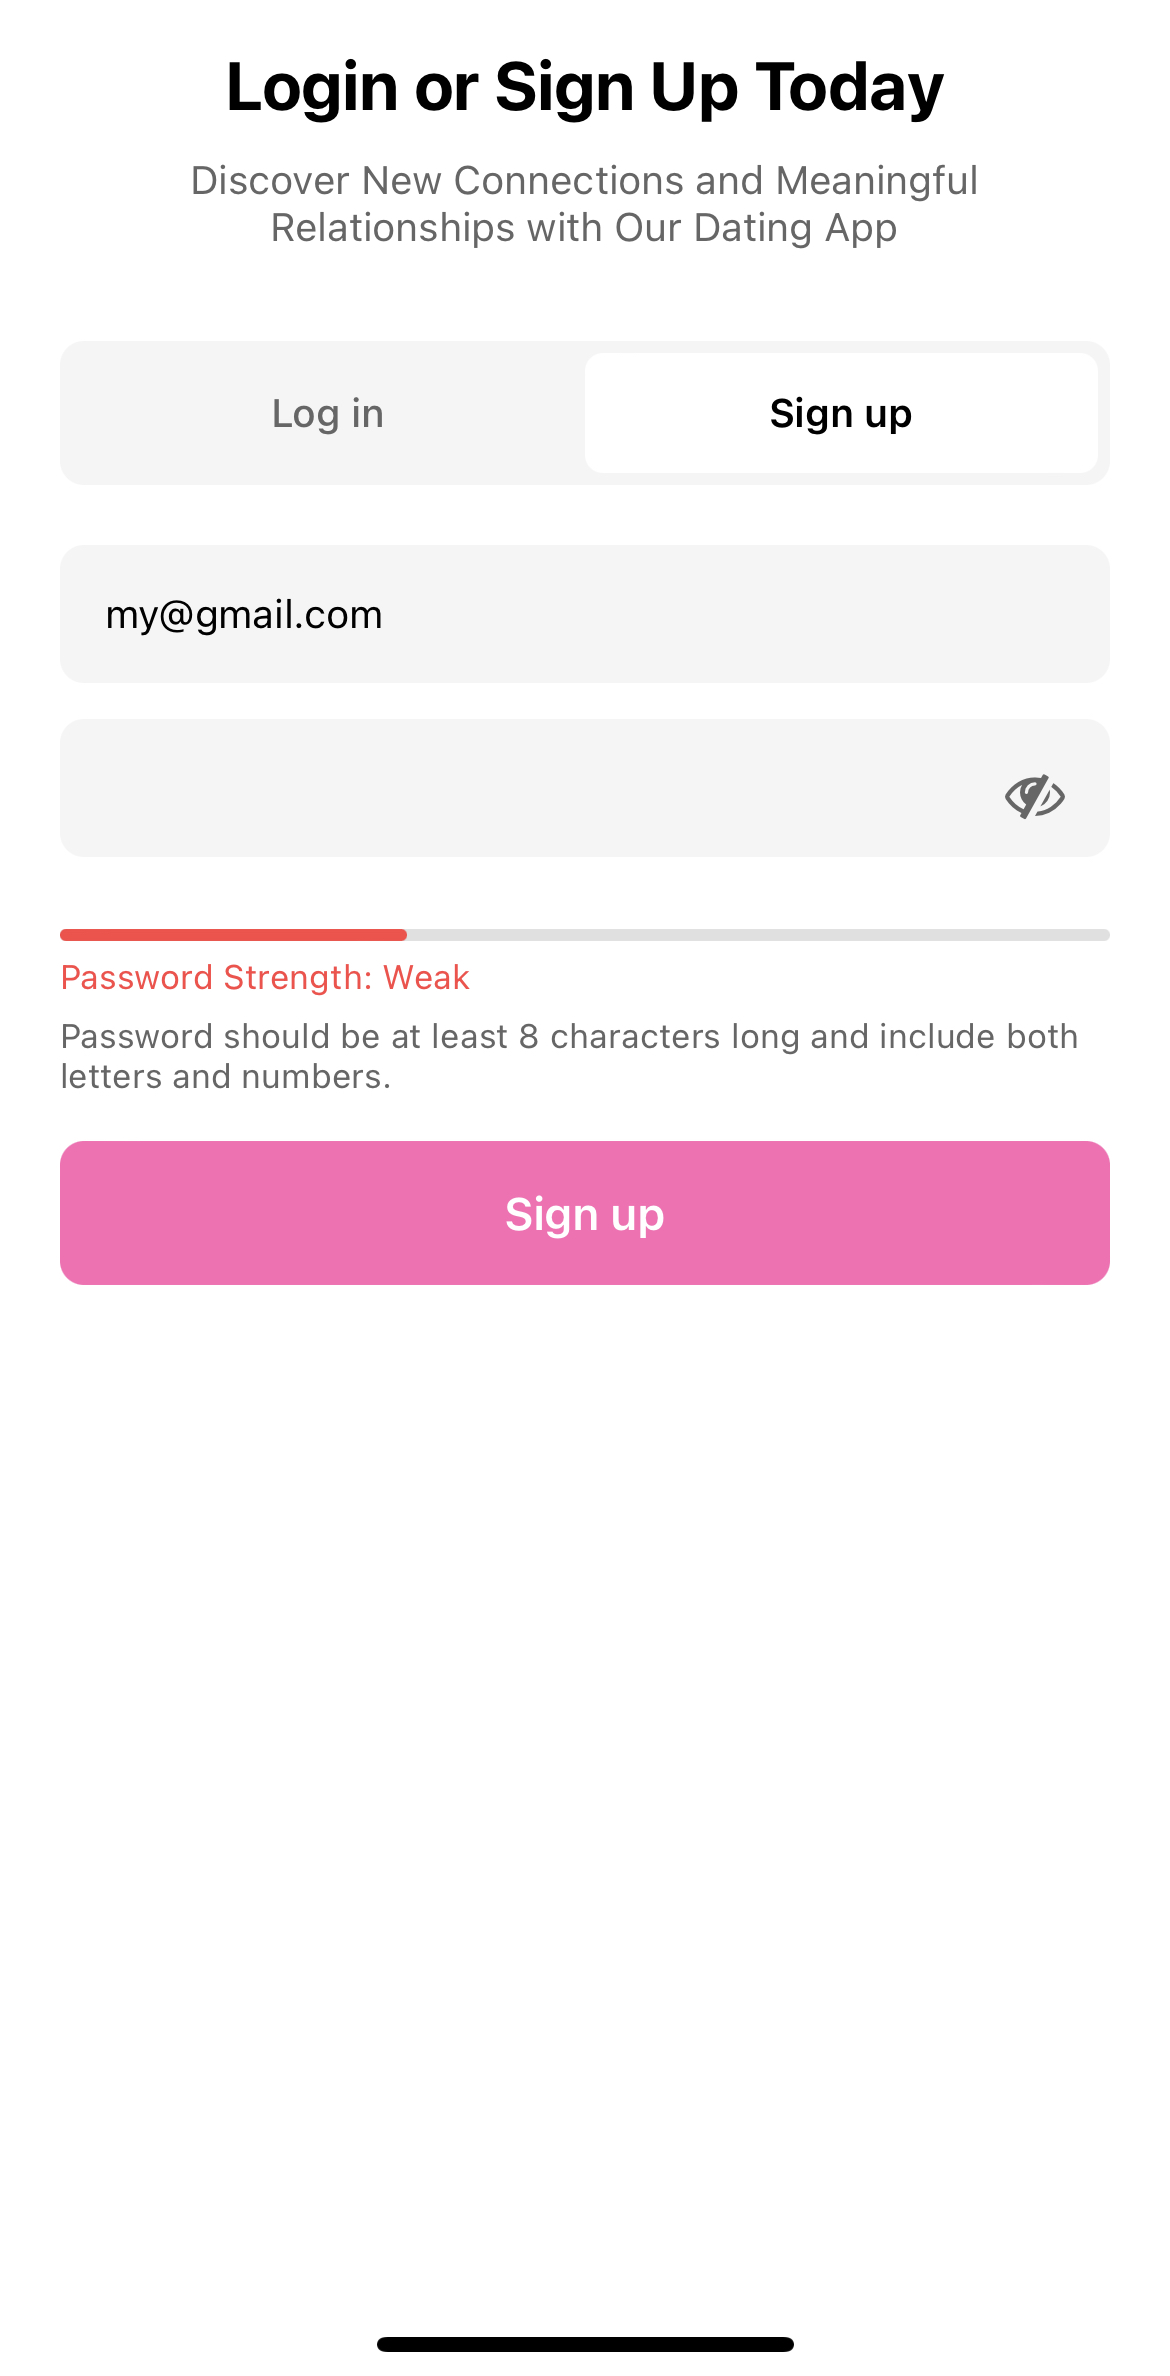 Login or Sign Up Today
Discover New Connections and Meaningful
Relationships with Our Dating App
Log in
Sign up
my@gmail.com
Password Strength: Weak
Password should be at least 8 characters long and include both
letters and numbers.
Sign up